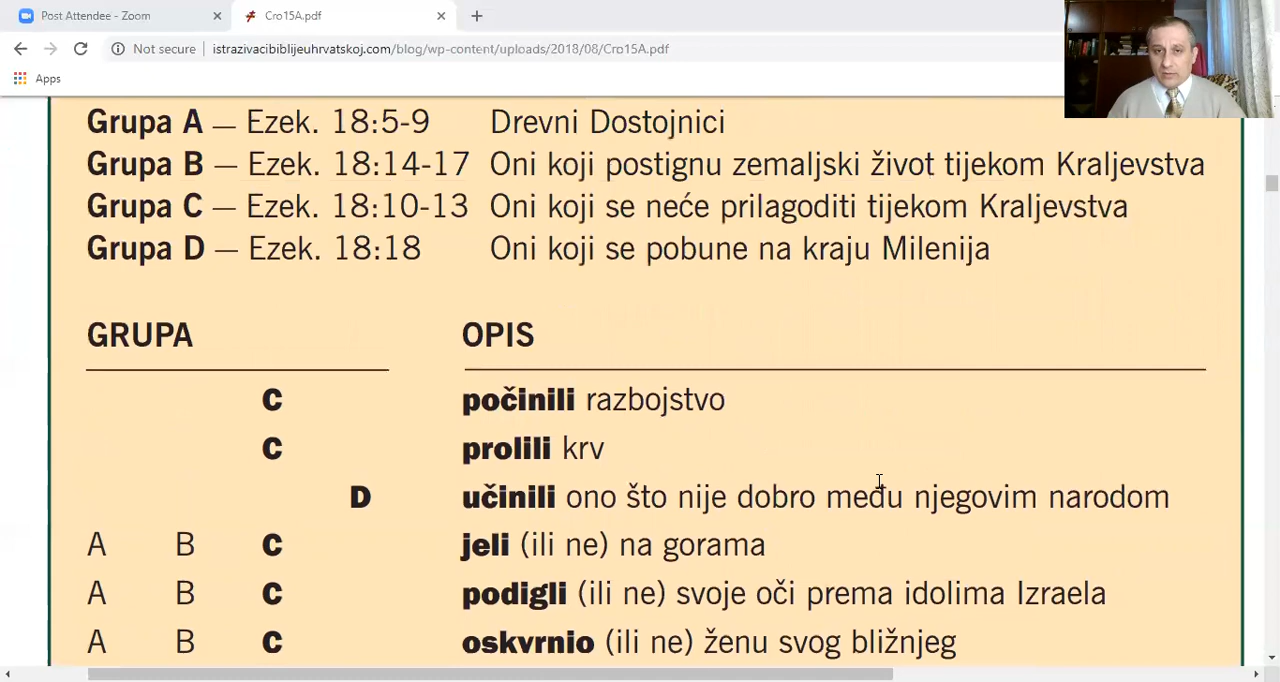 Post Attendee - Zoom
Cro15A.pdf
Not secure
istrazivacibiblijeuhrvatskoj.com/blog/wp-content/uploads/2018/08/Cro15A.pdf
Apps
Grupa A — Ezek. 18:5-9 Drevni Dostojnici
Grupa B — Ezek. 18:14-17 Oni koji postignu zemaljski život tijekom Kraljevstva
Grupa C — Ezek. 18:10-13 Oni koji se neće prilagoditi tijekom Kraljevstva
Grupa D — Ezek. 18:18 Oni koji se pobune na kraju Milenija
GRUPA OPIS
C počinili razbojstvo
C prolili krv
D učinili ono što nije dobro među njegovim narodom
A B C jeli (ili ne) na gorama
A B C podigli (ili ne) svoje oči prema idolima Izraela
A B C oskvrnio (ili ne) ženu svog bližnjeg